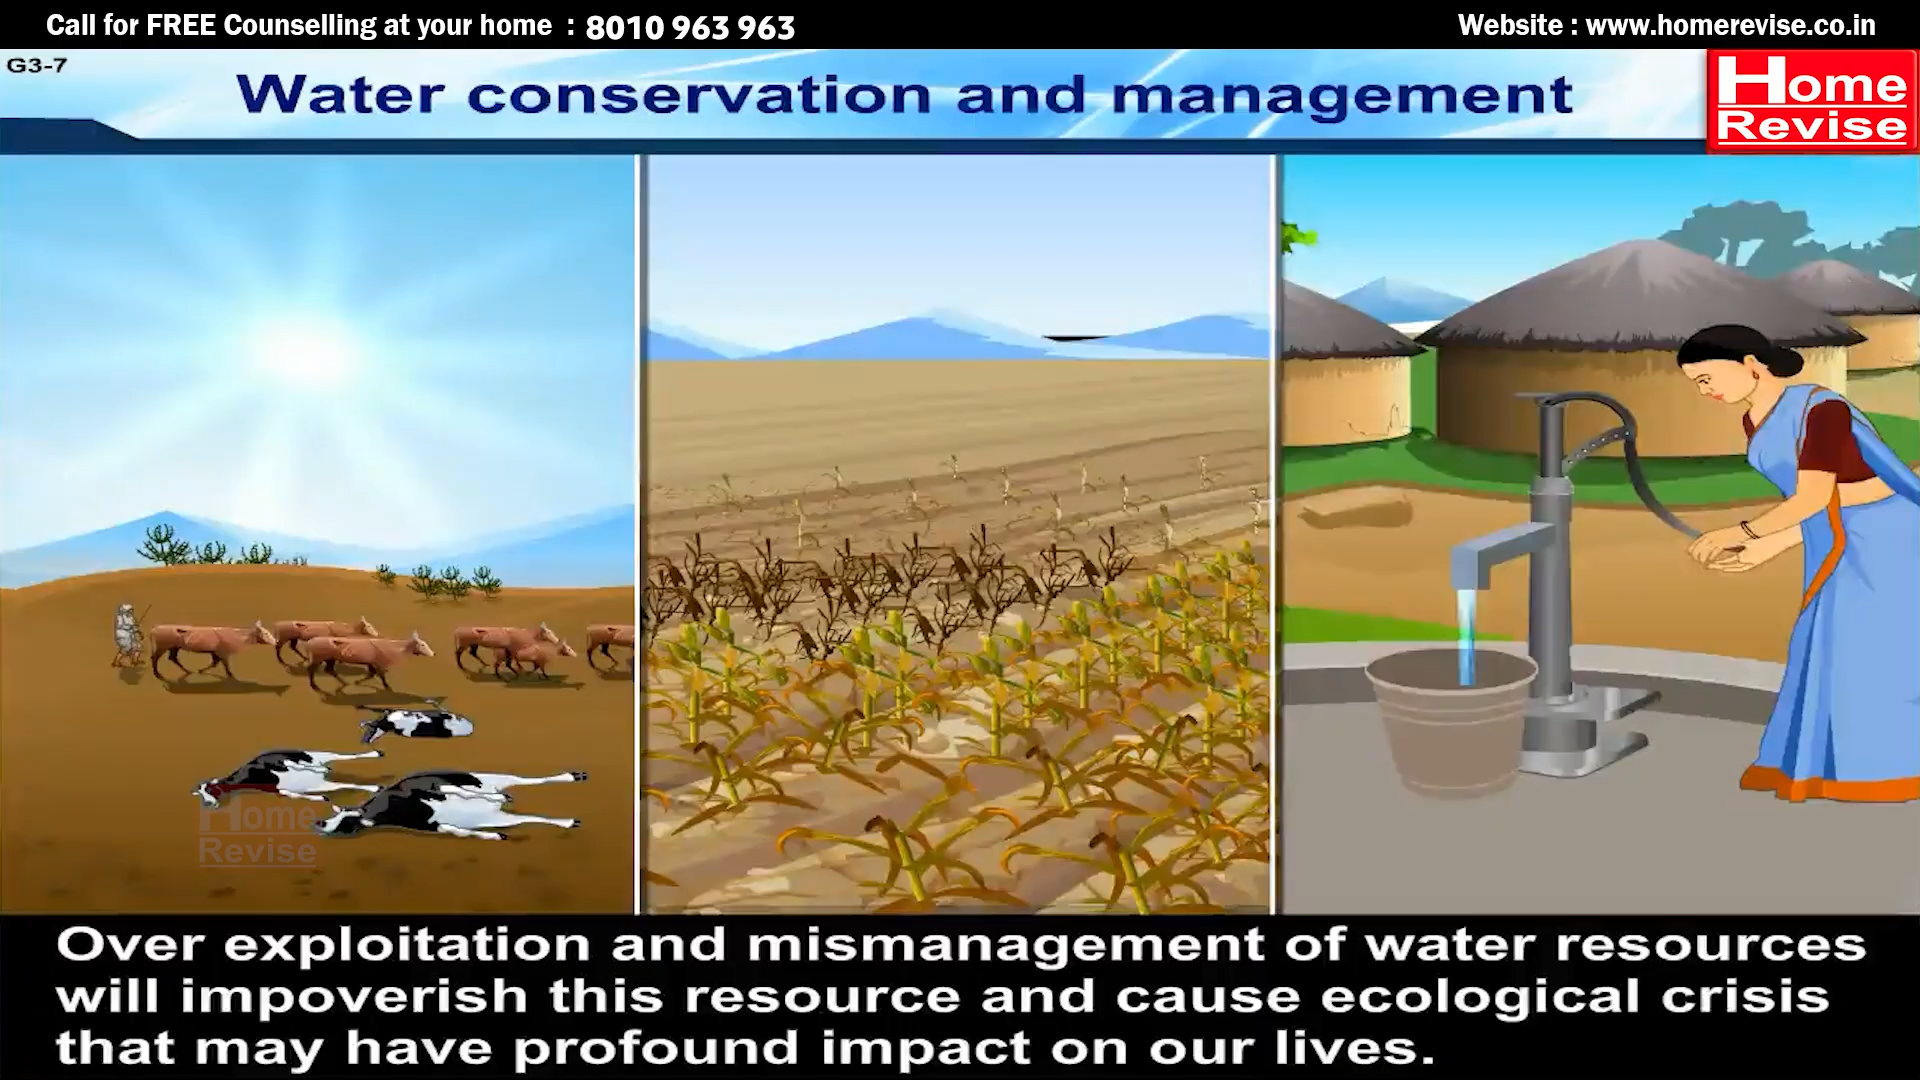 Call for FREE Counselling at your home : 8010 963 963
Website : www.homerevise.co.in
G3-7
Water conservation and management
Home
Revise
Home
Revise
Over exploitation and mismanagement of water resources
will impoverish this resource and cause ecological crisis
that may have profound impact on our lives.